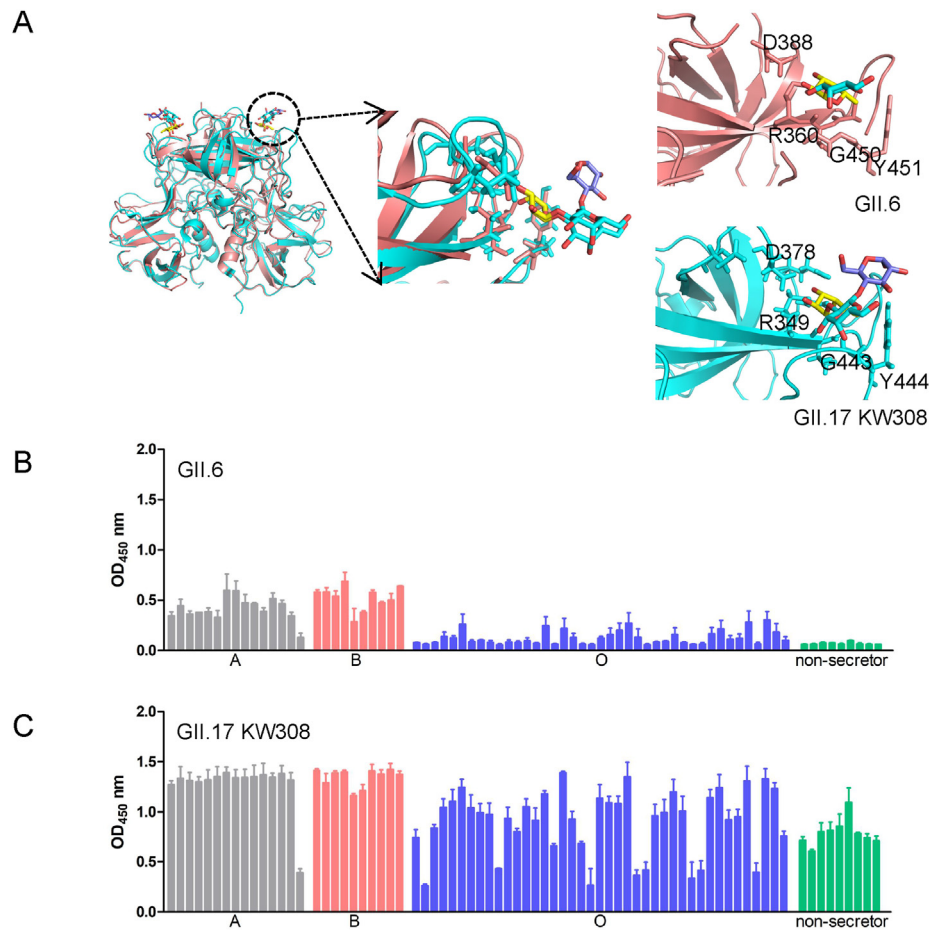 A
D388
R360
G450
Y451
GII.6
D378
R349
G443
Y444
GII.17 KW308
B
GII.6
OD450 nm
2.0
1.5
1.0
0.5
0.0
A
B
O
non-secretor
C
GII.17 KW308
OD450 nm
2.0
1.5
1.0
0.5
0.0
A
B
O
non-secretor